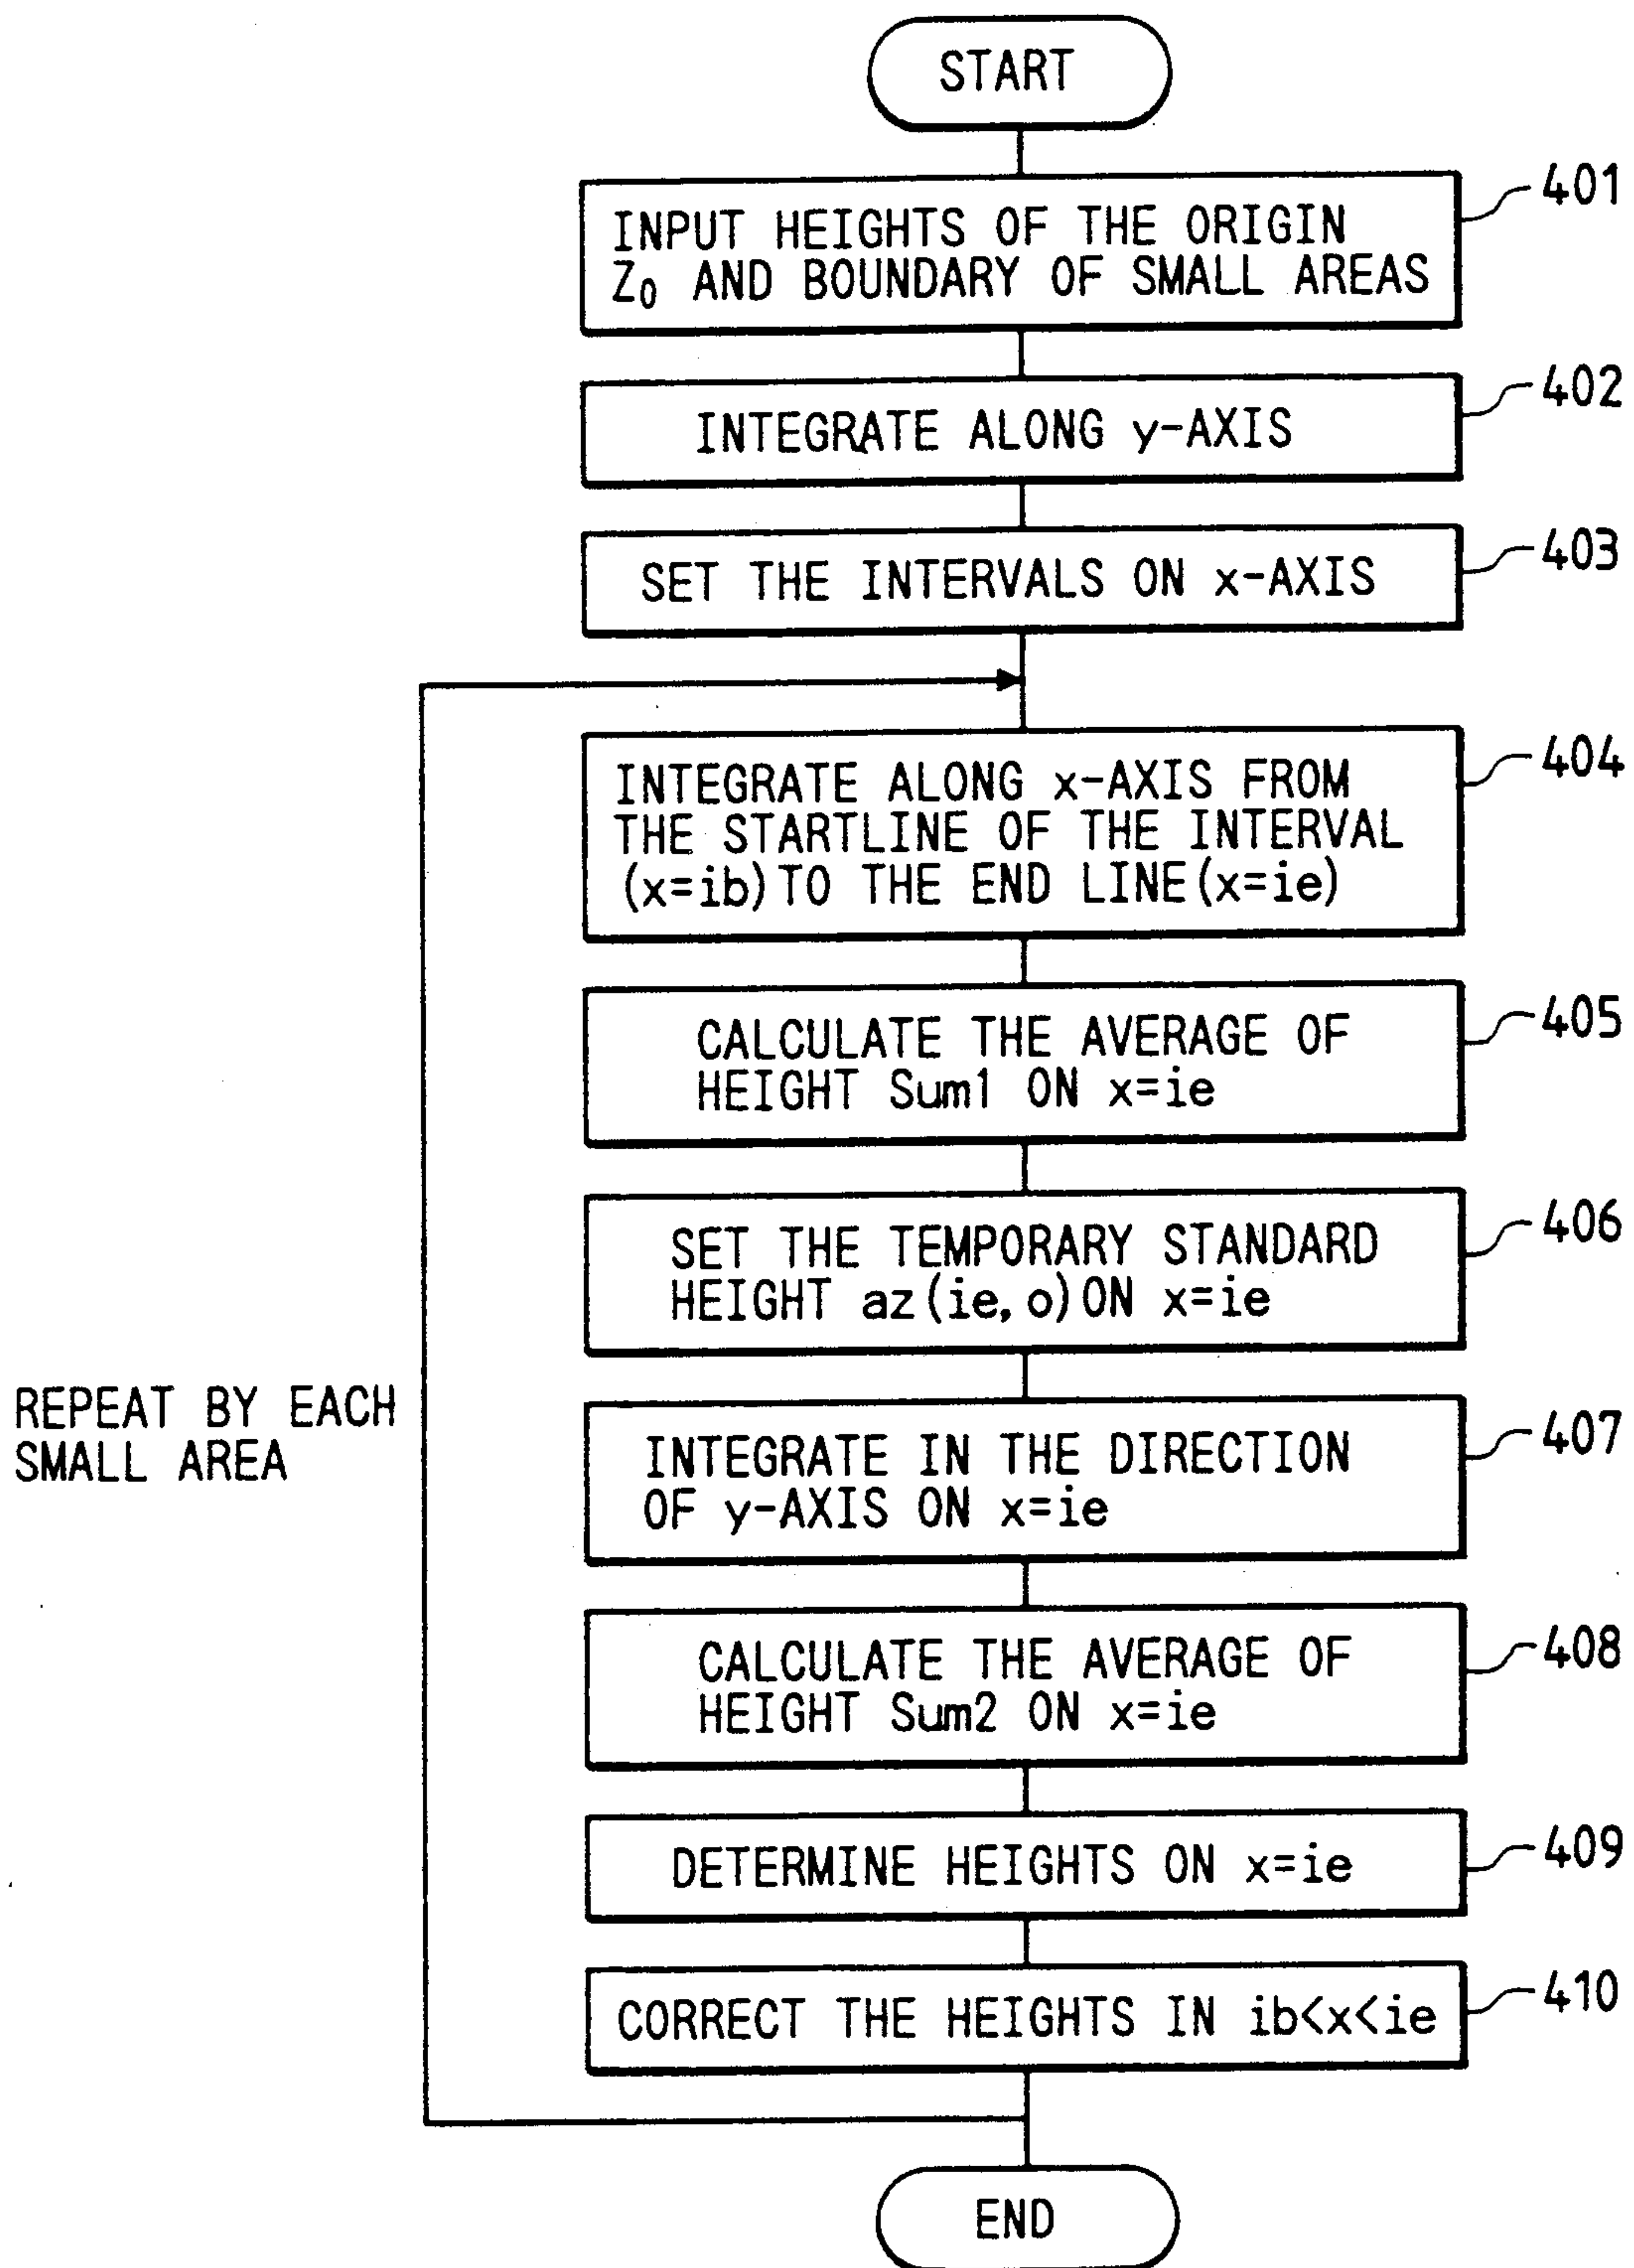 START
401
INPUT HEIGHTS OF THE ORIGIN
Z0 AND BOUNDARY OF SMALL AREAS
402
INTEGRATE ALONG y-AXIS
403
SET THE INTERVALS ON x-AXIS
404
INTEGRATE ALONG x-AXIS FROM
THE STARTLINE OF THE INTERVAL
(x=ib) TO THE END LINE (x=ie)
405
CALCULATE THE AVERAGE OF
HEIGHT Sum1 ON x=ie
406
SET THE TEMPORARY STANDARD
HEIGHT az(ie,o) ON x=ie
REPEAT BY EACH
SMALL AREA
407
INTEGRATE IN THE DIRECTION
OF y-AXIS ON x=ie
408
CALCULATE THE AVERAGE OF
HEIGHT Sum2 ON x=ie
409
DETERMINE HEIGHTS ON x=ie
410
CORRECT THE HEIGHTS IN ib<x<ie
END